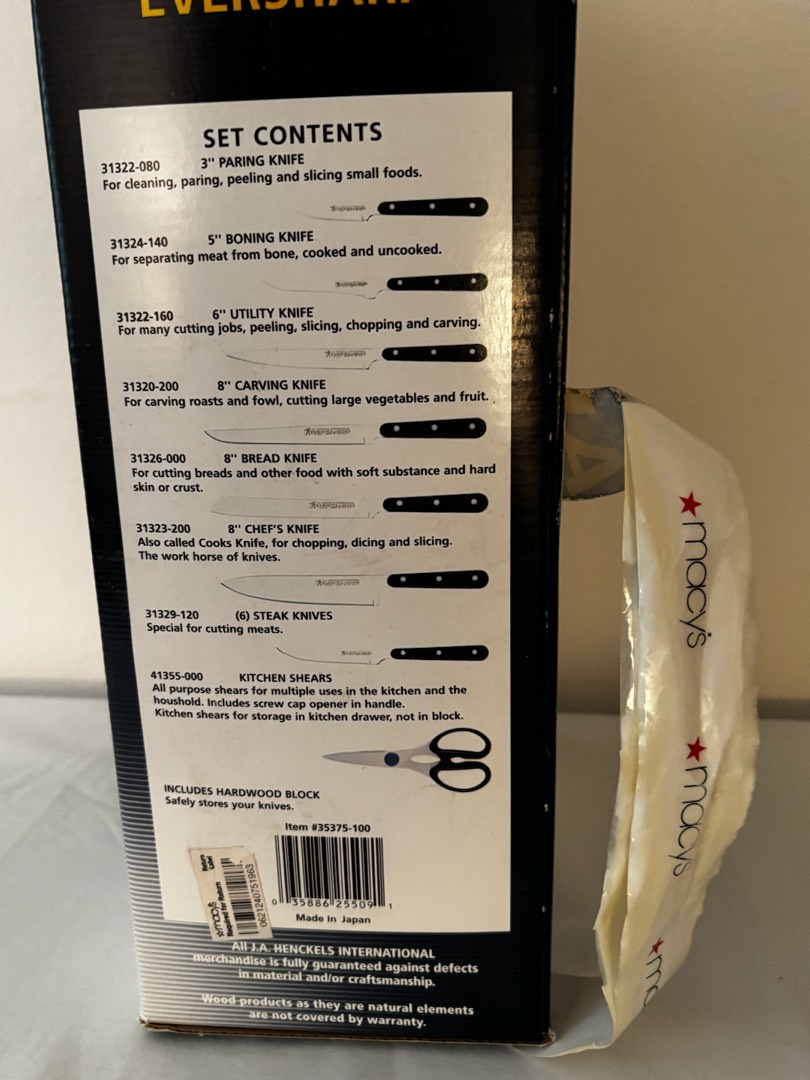 EVERSHARP
SET CONTENTS
31322-080 3" PARING KNIFE
For cleaning, paring, peeling and slicing small foods.
31324-140 5" BONING KNIFE
For separating meat from bone, cooked and uncooked.
31322-160 6" UTILITY KNIFE
For many cutting jobs, peeling, slicing, chopping and carving.
31320-200 8" CARVING KNIFE
For carving roasts and fowl, cutting large vegetables and fruit.
31326-000 8" BREAD KNIFE
For cutting breads and other food with soft substance and hard
skin or crust.
31323-200 8" CHEF'S KNIFE
Also called Cooks Knife, for chopping, dicing and slicing.
The work horse of knives.
31329-120 (6) STEAK KNIVES
Special for cutting meats.
41355-000 KITCHEN SHEARS
All purpose shears for multiple uses in the kitchen and the
houshold. Includes screw cap opener in handle.
Kitchen shears for storage in kitchen drawer, not in block.
INCLUDES HARDWOOD BLOCK
Safely stores your knives.
Item #35375-100
0 35886 25509 1
Made In Japan
macy's
Required for Return
Return
Label
0621240751963
All J.A. HENCKELS INTERNATIONAL
merchandise is fully guaranteed against defects
in material and/or craftsmanship.
Wood products as they are natural elements
are not covered by warranty.
macy's
macy's